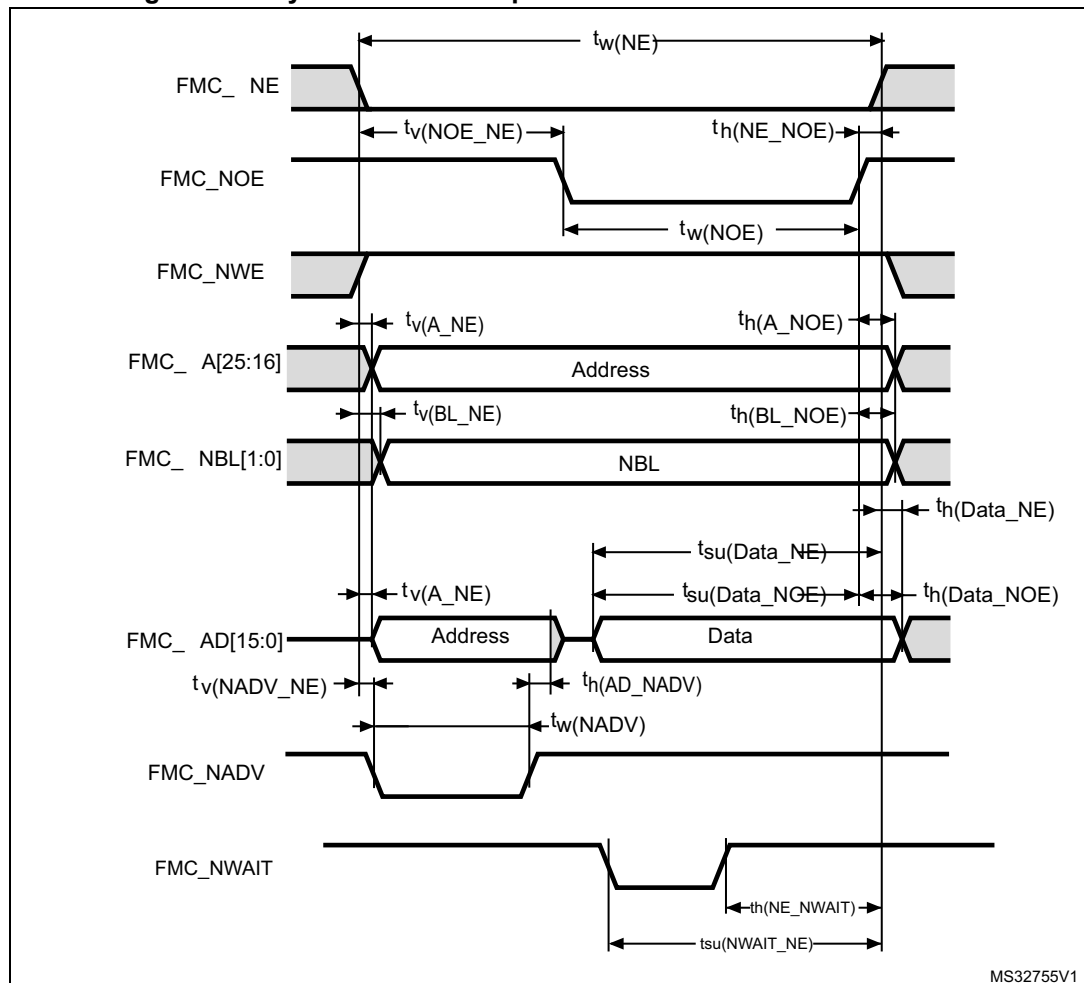 tw(NE)
FMC_ NE
tv(NOE_NE) th(NE_NOE)
FMC_NOE
tw(NOE)
FMC_NWE
tv(A_NE) th(A_NOE)
FMC_ A[25:16] Address
tv(BL_NE) th(BL_NOE)
FMC_ NBL[1:0] NBL
th(Data_NE)
tsu(Data_NE)
tv(A_NE) tsu(Data_NOE) th(Data_NOE)
FMC_ AD[15:0] Address Data
tv(NADV_NE) th(AD_NADV)
tw(NADV)
FMC_NADV
FMC_NWAIT
th(NE_NWAIT)
tsu(NWAIT_NE)
MS32755V1